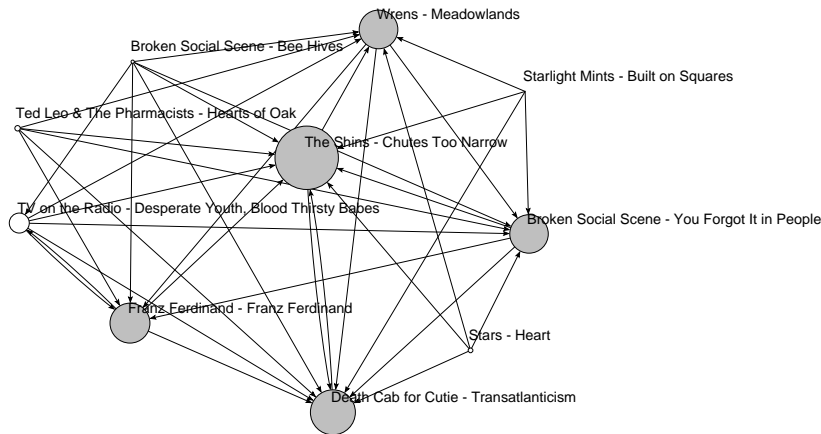 Wrens - Meadowlands
Broken Social Scene - Bee Hives
Starlight Mints - Built on Squares
Ted Leo & The Pharmacists - Hearts of Oak
The Shins - Chutes Too Narrow
TV on the Radio - Desperate Youth, Blood Thirsty Babes
Broken Social Scene - You Forgot It in People
Franz Ferdinand - Franz Ferdinand
Stars - Heart
Death Cab for Cutie - Transatlanticism